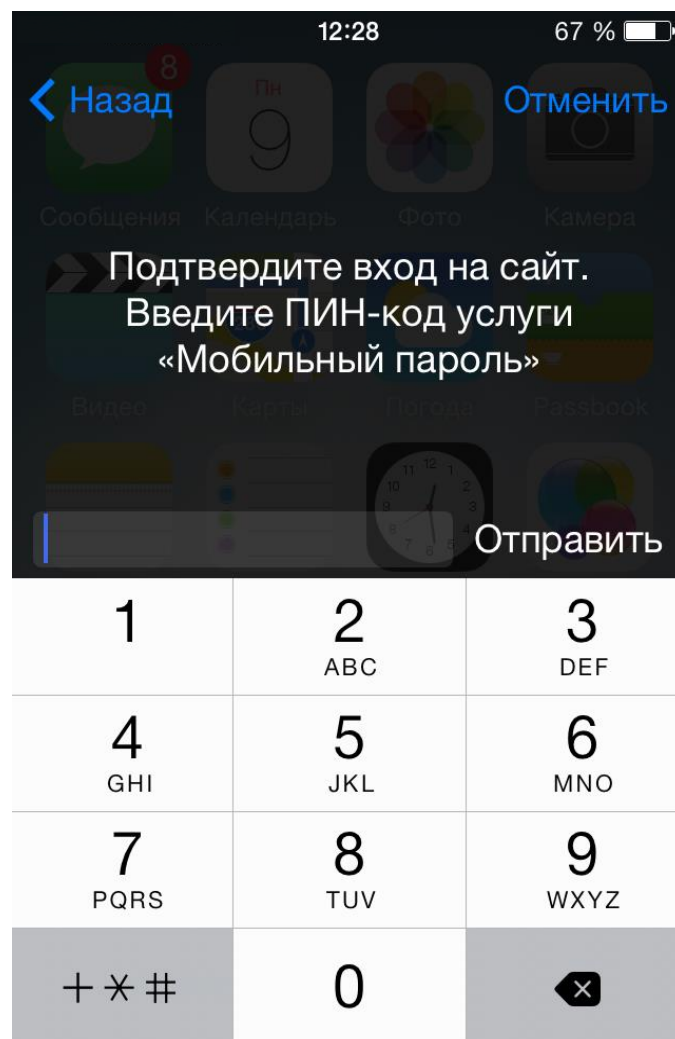 12:28 67 %
8
Назад Отменить
Пн
9
Сообщения Календарь Фото Камера
Подтвердите вход на сайт.
Введите ПИН-код услуги
«Мобильный пароль»
Видео Карты Погода Passbook
Отправить
1 2 3
ABC DEF
4 5 6
GHI JKL MNO
7 8 9
PQRS TUV WXYZ
+*# 0